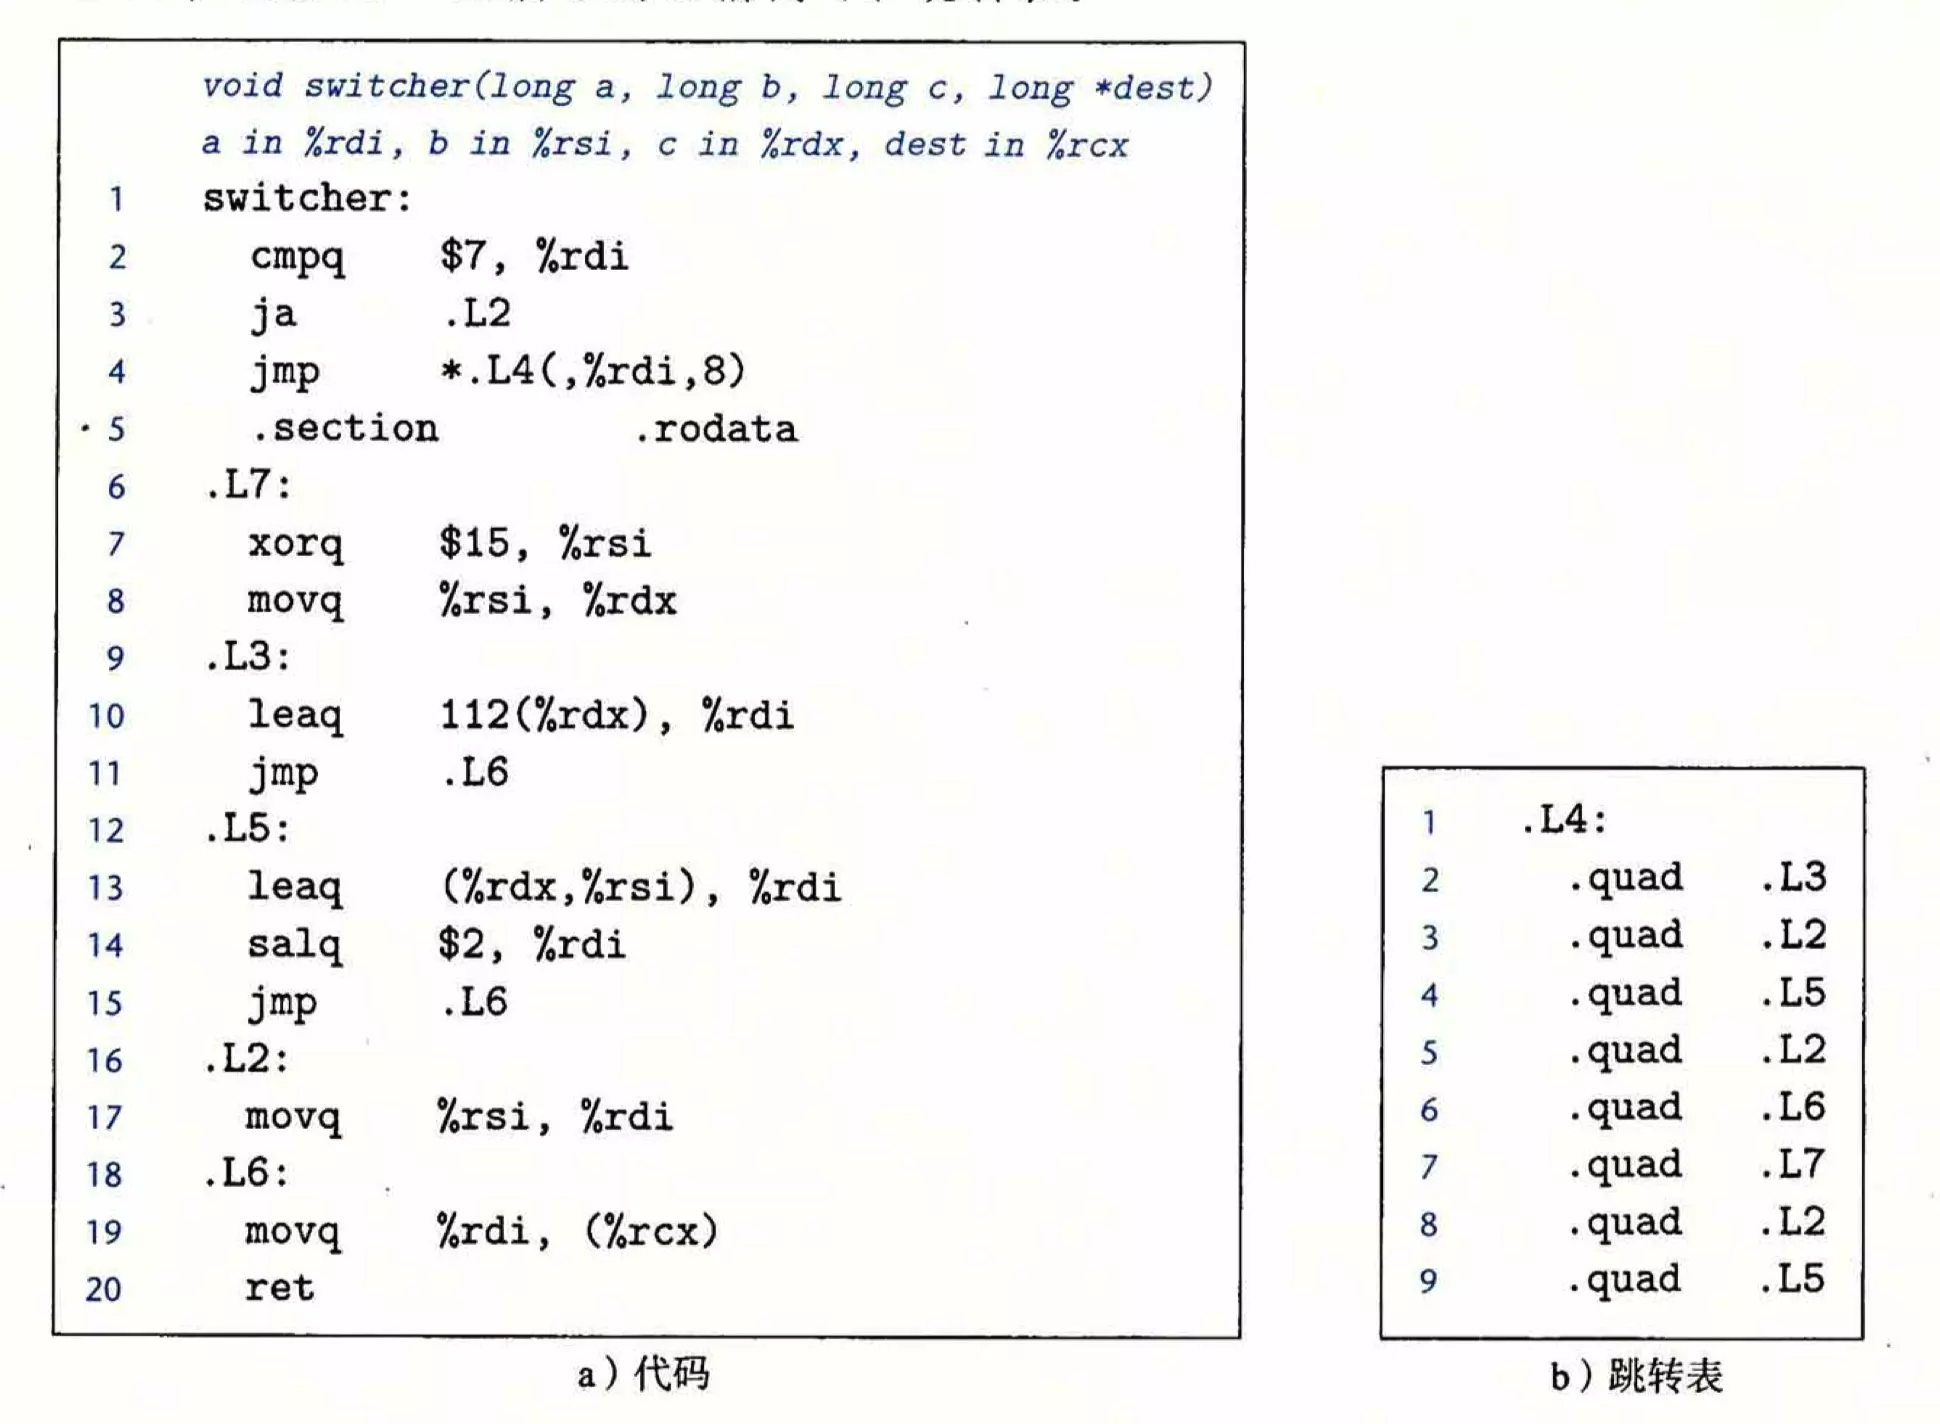 void switcher(long a, long b, long c, long *dest)
a in %rdi, b in %rsi, c in %rdx, dest in %rcx
1 switcher:
2 cmpq $7, %rdi
3 ja .L2
4 jmp *.L4(,%rdi,8)
5 .section .rodata
6 .L7:
7 xorq $15, %rsi
8 movq %rsi, %rdx
9 .L3:
10 leaq 112(%rdx), %rdi
11 jmp .L6
12 .L5:
13 leaq (%rdx,%rsi), %rdi
14 salq $2, %rdi
15 jmp .L6
16 .L2:
17 movq %rsi, %rdi
18 .L6:
19 movq %rdi, (%rcx)
20 ret
a）代码
1 .L4:
2 .quad .L3
3 .quad .L2
4 .quad .L5
5 .quad .L2
6 .quad .L6
7 .quad .L7
8 .quad .L2
9 .quad .L5
b）跳转表